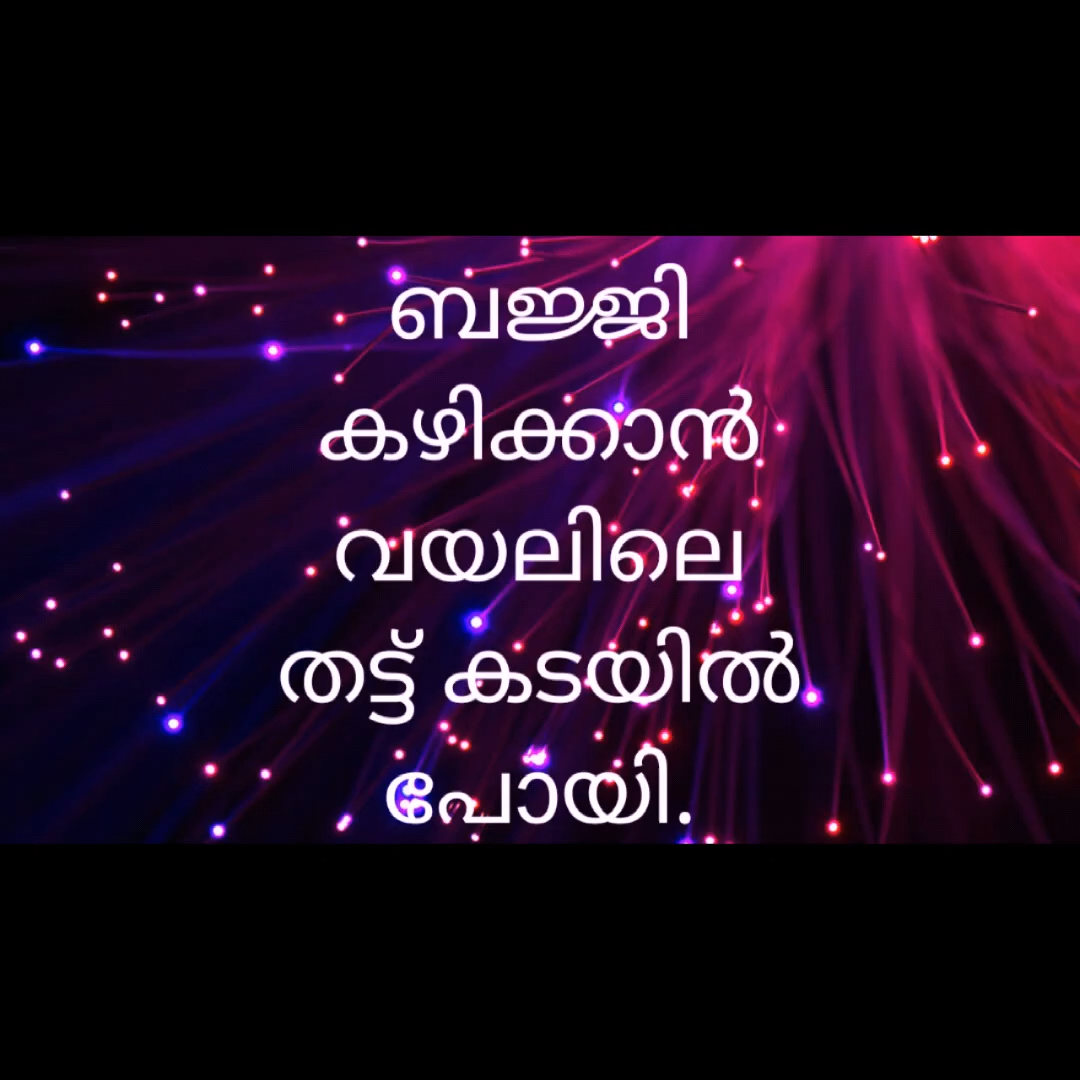 ബജ്ജി
കഴിക്കാൻ
വയലിലെ
തട്ട് കടയിൽ
പോയി.